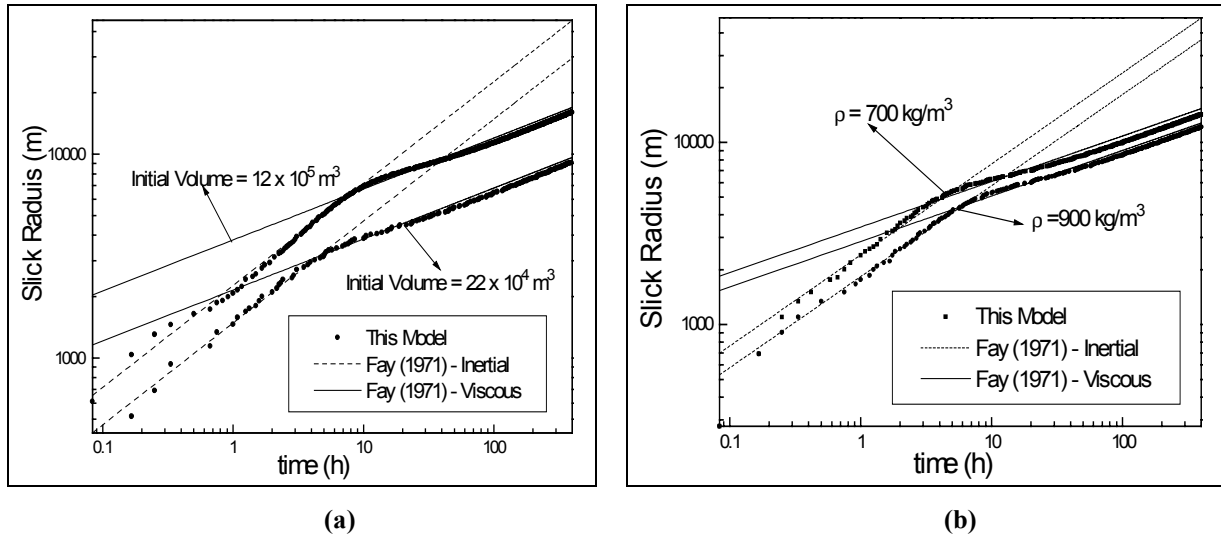 Slick Raduis (m)
10000
1000
Initial Volume = 12 x 10⁵ m³
Initial Volume = 22 x 10⁴ m³
This Model
Fay (1971) - Inertial
Fay (1971) - Viscous
0.1 1 10 100
time (h)
(a)
Slick Radius (m)
10000
1000
ρ = 700 kg/m³
ρ =900 kg/m³
This Model
Fay (1971) - Inertial
Fay (1971) - Viscous
0.1 1 10 100
time (h)
(b)